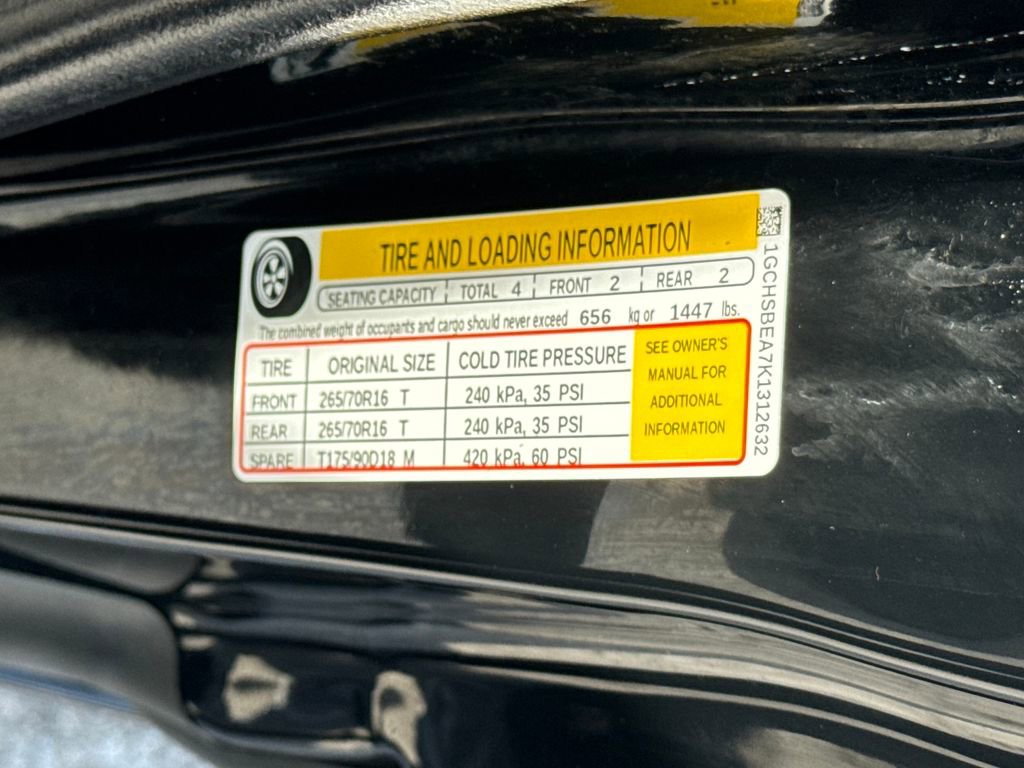 TIRE AND LOADING INFORMATION
SEATING CAPACITY TOTAL 4 FRONT 2 REAR 2
The combined weight of occupants and cargo should never exceed 656 kg or 1447 lbs.
TIRE ORIGINAL SIZE COLD TIRE PRESSURE
FRONT 265/70R16 T 240 kPa, 35 PSI
REAR 265/70R16 T 240 kPa, 35 PSI
SPARE T175/90D18 M 420 kPa, 60 PSI
SEE OWNER'S
MANUAL FOR
ADDITIONAL
INFORMATION
1GCHSBEA7K1312632